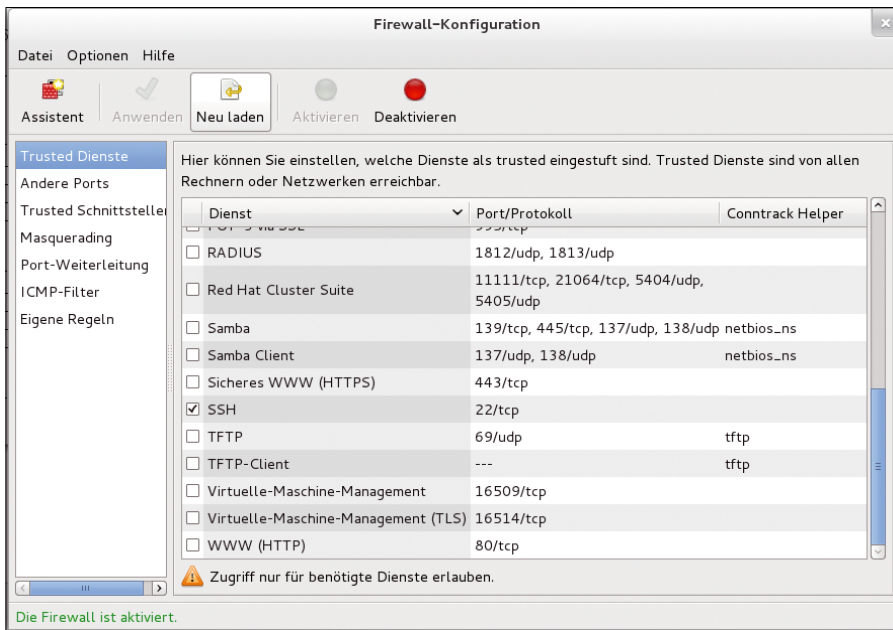 Firewall-Konfiguration
Datei Optionen Hilfe
Assistent Anwenden Neu laden Aktivieren Deaktivieren
Trusted Dienste
Andere Ports
Trusted Schnittsteller
Masquerading
Port-Weiterleitung
ICMP-Filter
Eigene Regeln
Hier können Sie einstellen, welche Dienste als trusted eingestuft sind. Trusted Dienste sind von allen
Rechnern oder Netzwerken erreichbar.
Dienst Port/Protokoll Conntrack Helper
RADIUS 1812/udp, 1813/udp
Red Hat Cluster Suite 11111/tcp, 21064/tcp, 5404/udp,
5405/udp
Samba 139/tcp, 445/tcp, 137/udp, 138/udp netbios_ns
Samba Client 137/udp, 138/udp netbios_ns
Sicheres WWW (HTTPS) 443/tcp
SSH 22/tcp
TFTP 69/udp tftp
TFTP-Client --- tftp
Virtuelle-Maschine-Management 16509/tcp
Virtuelle-Maschine-Management (TLS) 16514/tcp
WWW (HTTP) 80/tcp
Zugriff nur für benötigte Dienste erlauben.
Die Firewall ist aktiviert.